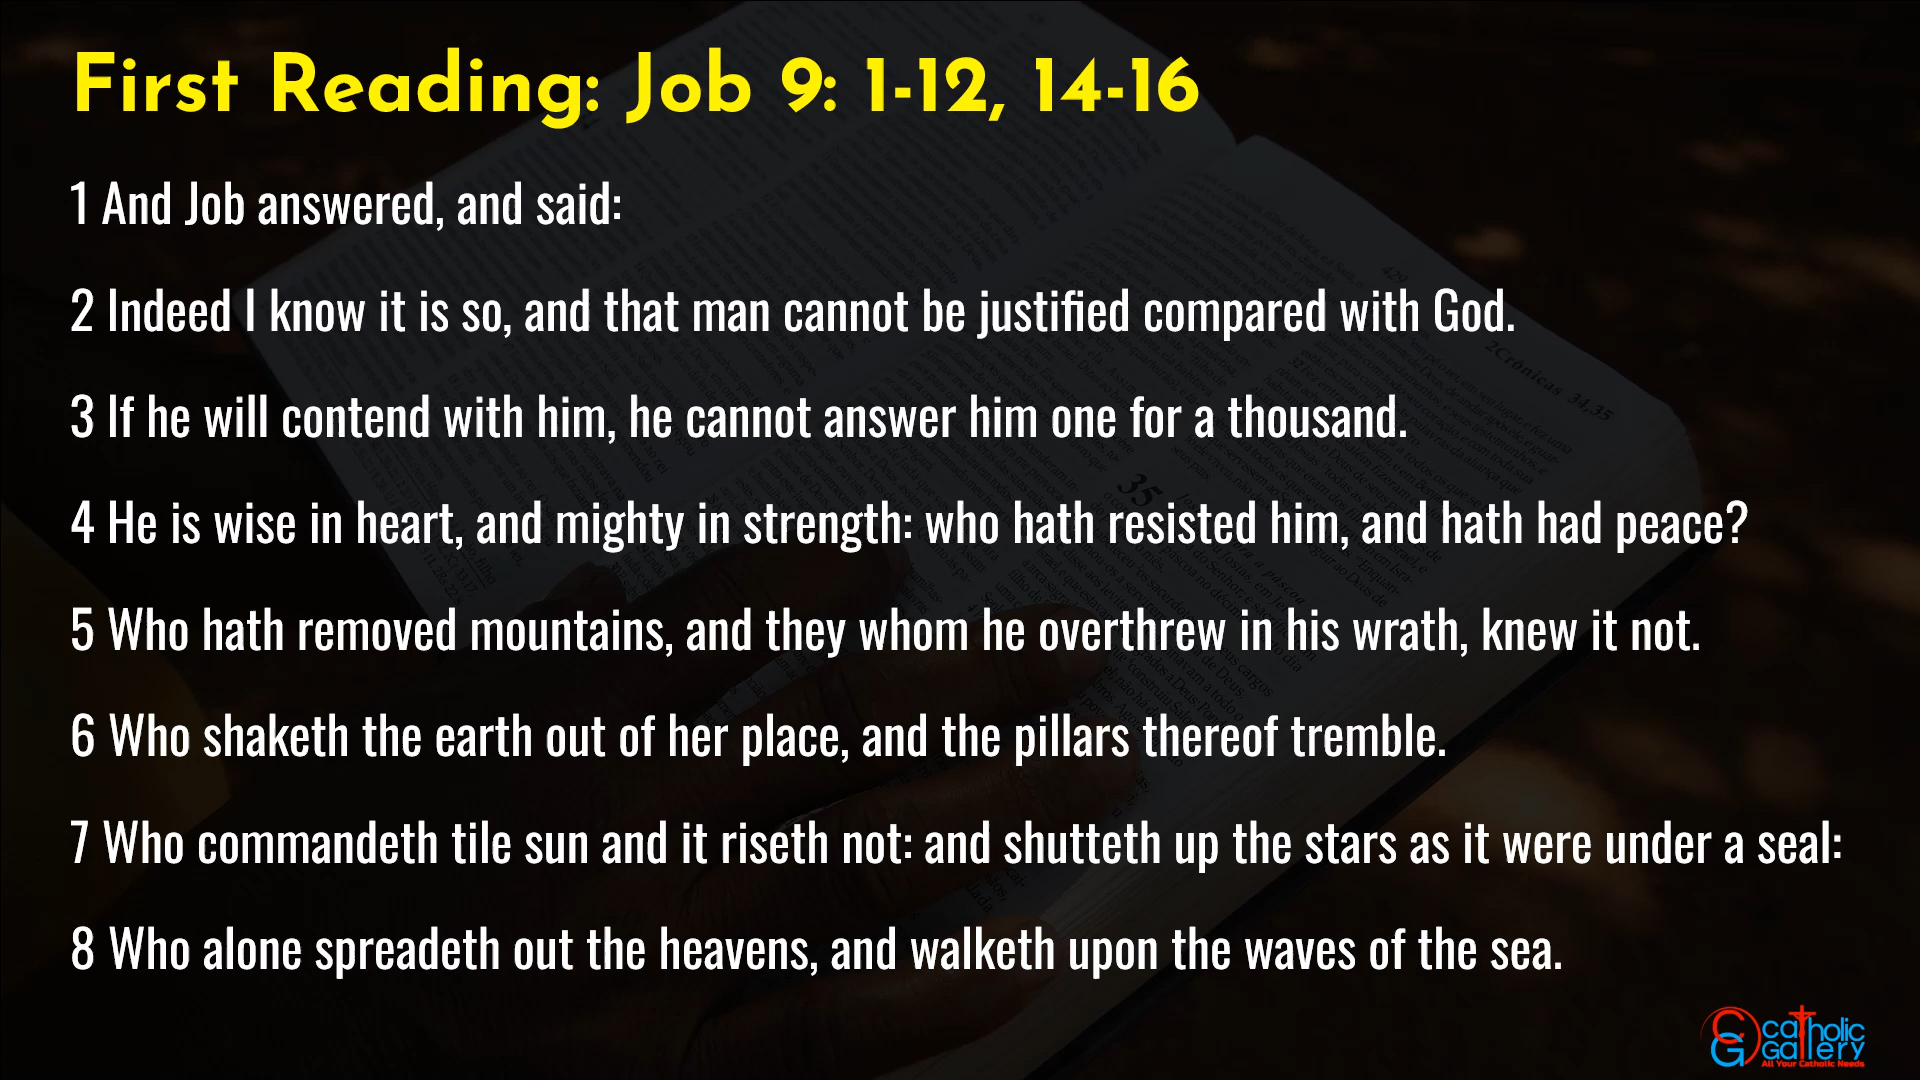 First Reading: Job 9: 1-12, 14-16
1 And Job answered, and said:
2 Indeed I know it is so, and that man cannot be justified compared with God.
3 If he will contend with him, he cannot answer him one for a thousand.
4 He is wise in heart, and mighty in strength: who hath resisted him, and hath had peace?
5 Who hath removed mountains, and they whom he overthrew in his wrath, knew it not.
6 Who shaketh the earth out of her place, and the pillars thereof tremble.
7 Who commandeth tile sun and it riseth not: and shutteth up the stars as it were under a seal:
8 Who alone spreadeth out the heavens, and walketh upon the waves of the sea.
2 Crônicas 34,35
35
CG catholic
Gallery
All Your Catholic Needs